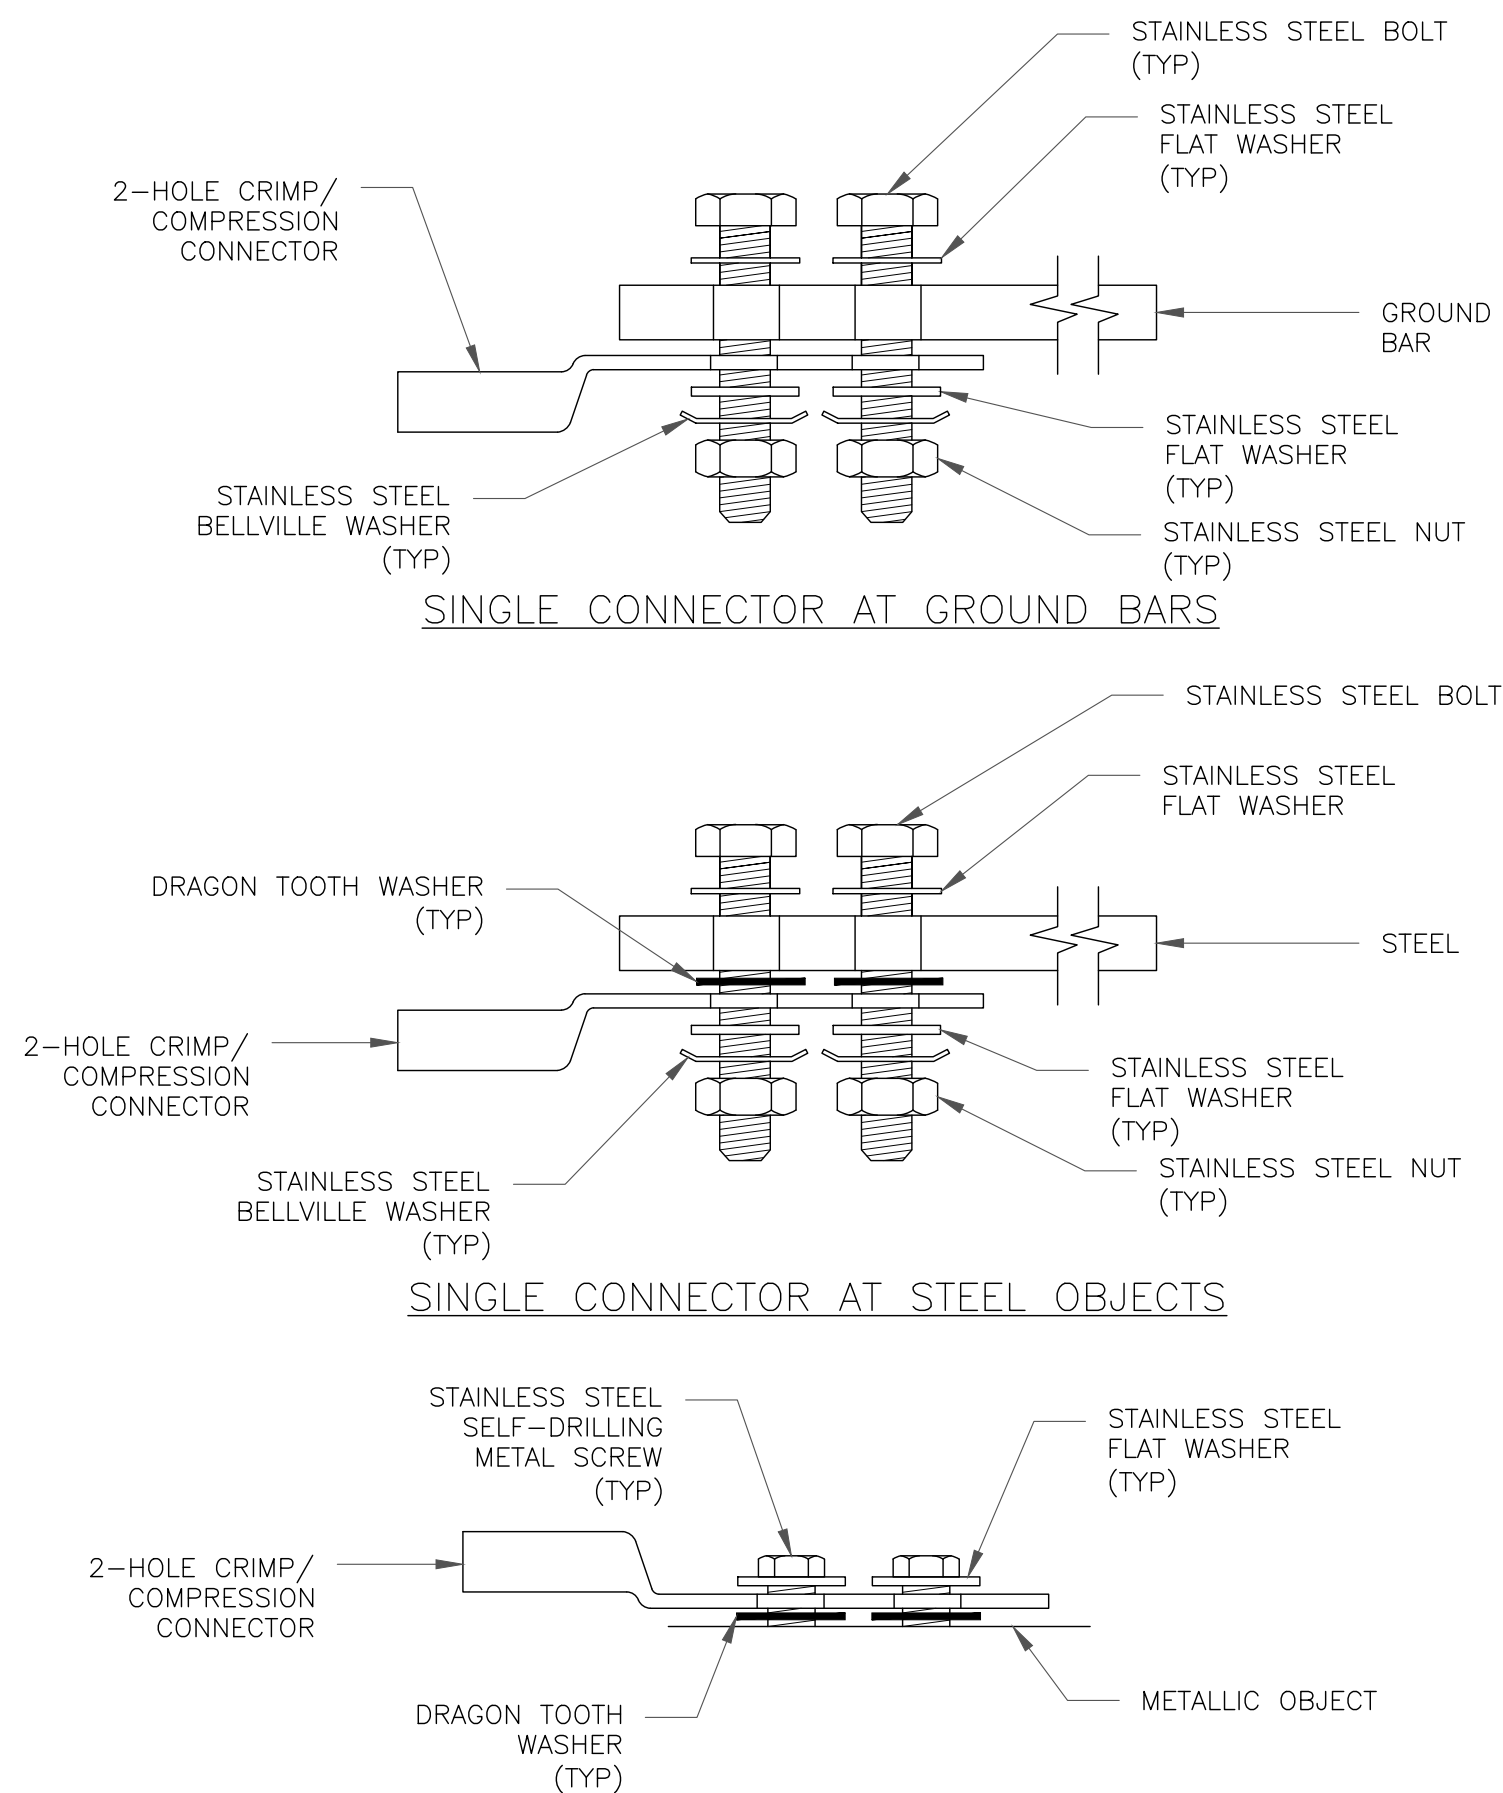 STAINLESS STEEL BOLT
(TYP)
STAINLESS STEEL
FLAT WASHER
(TYP)
2-HOLE CRIMP/
COMPRESSION
CONNECTOR
GROUND
BAR
STAINLESS STEEL
FLAT WASHER
(TYP)
STAINLESS STEEL
BELLVILLE WASHER
(TYP)
STAINLESS STEEL NUT
(TYP)
SINGLE CONNECTOR AT GROUND BARS
STAINLESS STEEL BOLT
STAINLESS STEEL
FLAT WASHER
DRAGON TOOTH WASHER
(TYP)
STEEL
2-HOLE CRIMP/
COMPRESSION
CONNECTOR
STAINLESS STEEL
FLAT WASHER
(TYP)
STAINLESS STEEL NUT
(TYP)
STAINLESS STEEL
BELLVILLE WASHER
(TYP)
SINGLE CONNECTOR AT STEEL OBJECTS
STAINLESS STEEL
SELF-DRILLING
METAL SCREW
(TYP)
STAINLESS STEEL
FLAT WASHER
(TYP)
2-HOLE CRIMP/
COMPRESSION
CONNECTOR
METALLIC OBJECT
DRAGON TOOTH
WASHER
(TYP)